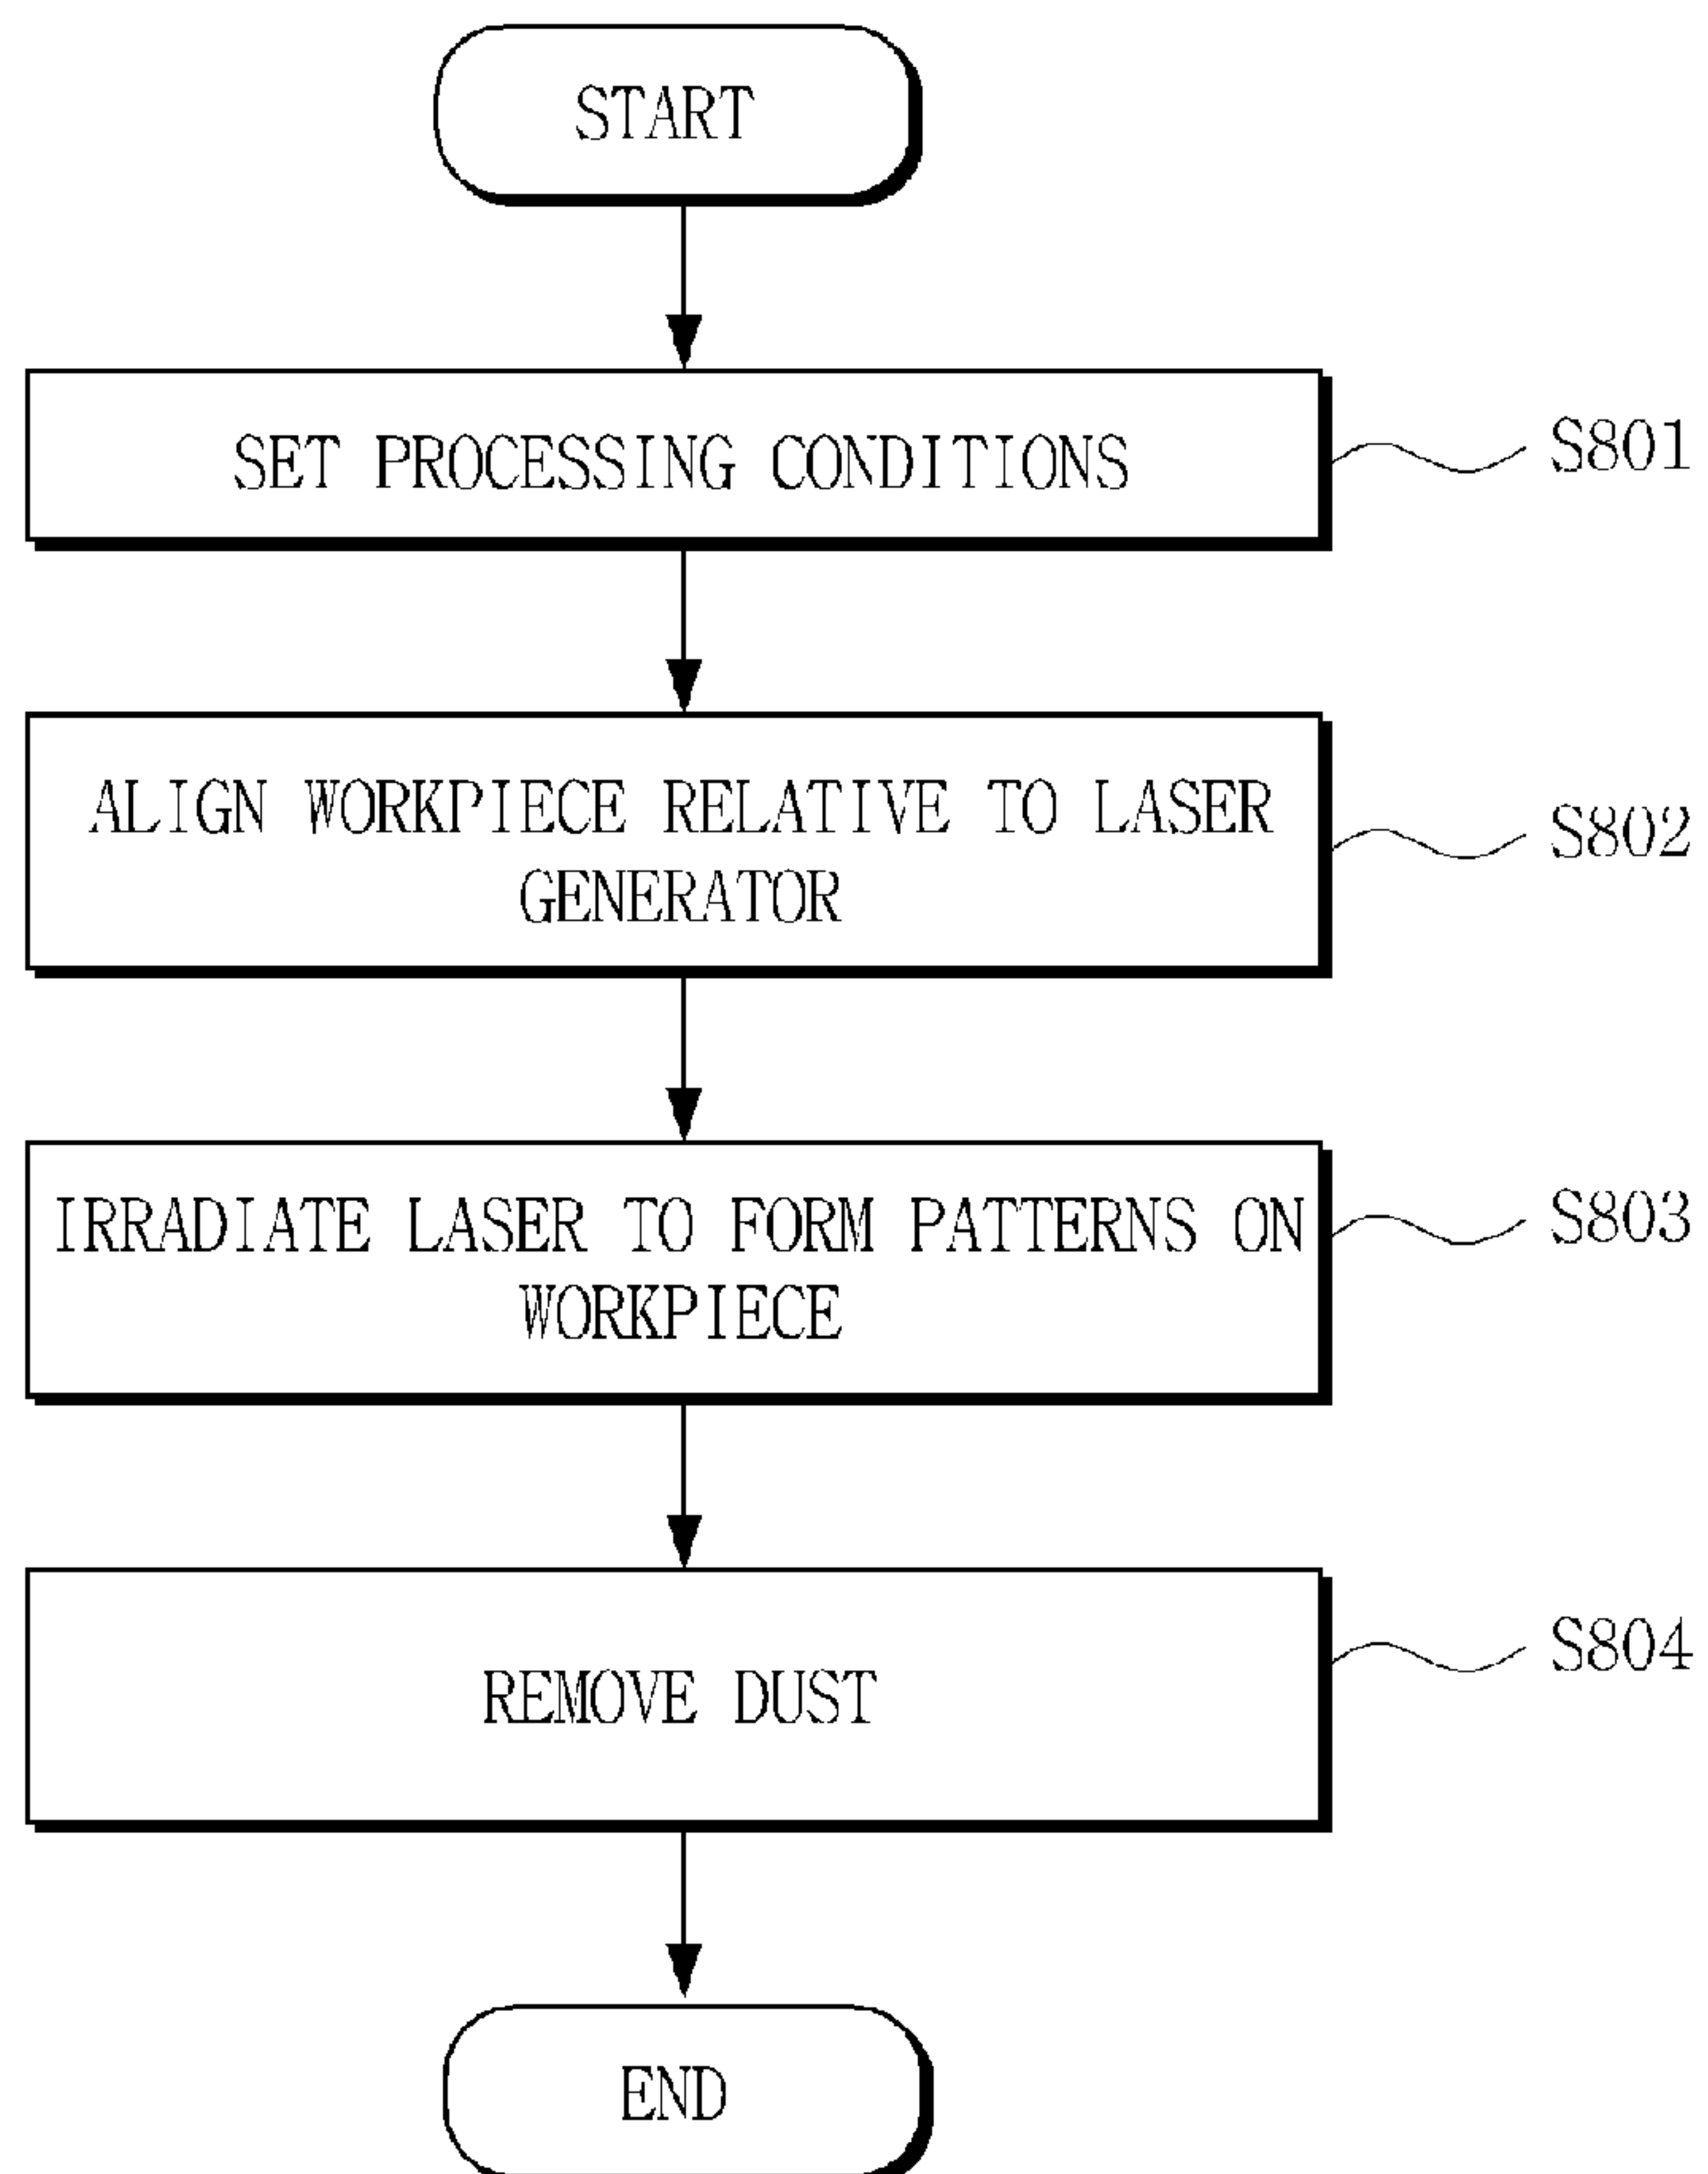 START
SET PROCESSING CONDITIONS
S801
ALIGN WORKPIECE RELATIVE TO LASER
GENERATOR
S802
IRRADIATE LASER TO FORM PATTERNS ON
WORKPIECE
S803
REMOVE DUST
S804
END